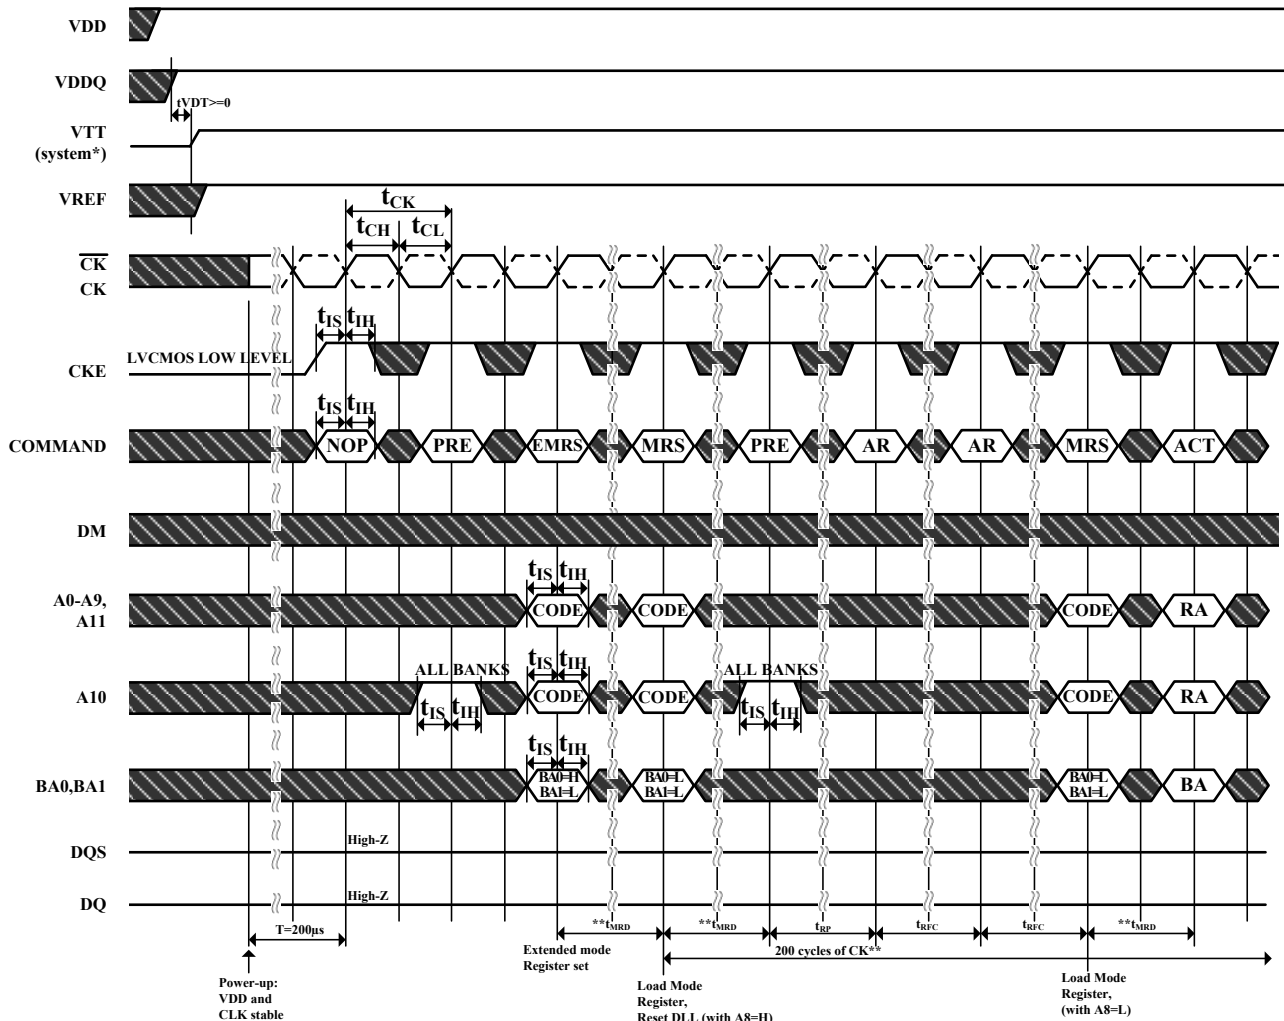 VDD
VDDQ
tVDT>=0
VTT
(system*)
VREF
tCK
tCH tCL
CK
CK
tIS tIH
LVCMOS LOW LEVEL
CKE
tIS tIH
COMMAND NOP PRE EMRS MRS PRE AR AR MRS ACT
DM
tIS tIH
A0-A9,
A11
CODE CODE CODE RA
ALL BANKS tIS tIH ALL BANKS
A10 CODE CODE CODE RA
tIS tIH tIS tIH
tIS tIH
BA0,BA1
BA0=H BA0=L BA0=L
BA1=L BA1=L BA1=L
BA
High-Z
DQS
High-Z
DQ
**tMRD **tMRD tRP tRFC tRFC **tMRD
T=200µs
200 cycles of CK**
Extended mode
Register set
Power-up:
VDD and
CLK stable
Load Mode
Register,
Reset DLL (with A8=H)
Load Mode
Register,
(with A8=L)